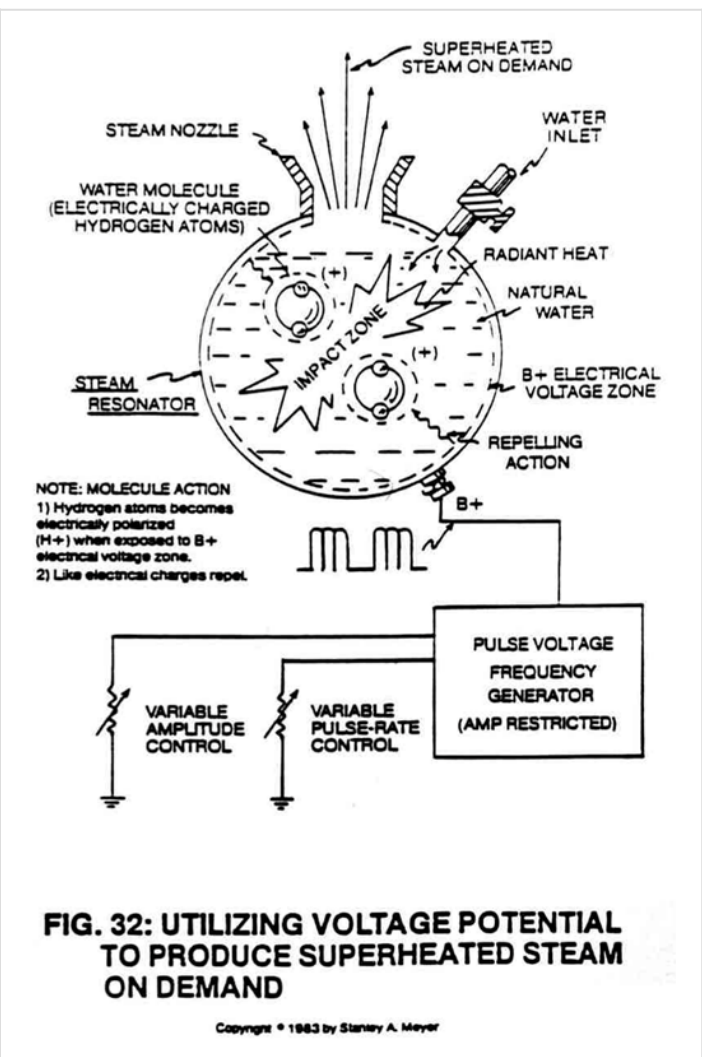 SUPERHEATED
STEAM ON DEMAND
STEAM NOZZLE
WATER
INLET
WATER MOLECULE
(ELECTRICALLY CHARGED
HYDROGEN ATOMS)
(+)
RADIANT HEAT
NATURAL
WATER
IMPACT ZONE
(+)
STEAM
RESONATOR
B+ ELECTRICAL
VOLTAGE ZONE
REPELLING
ACTION
NOTE: MOLECULE ACTION
1) Hydrogen atoms becomes
electrically polarized
(H+) when exposed to B+
electrical voltage zone.
2) Like electrical charges repel.
B+
PULSE VOLTAGE
FREQUENCY
GENERATOR
(AMP RESTRICTED)
VARIABLE
AMPLITUDE
CONTROL
VARIABLE
PULSE-RATE
CONTROL
FIG. 32: UTILIZING VOLTAGE POTENTIAL
TO PRODUCE SUPERHEATED STEAM
ON DEMAND
Copyright © 1983 by Stanley A. Meyer